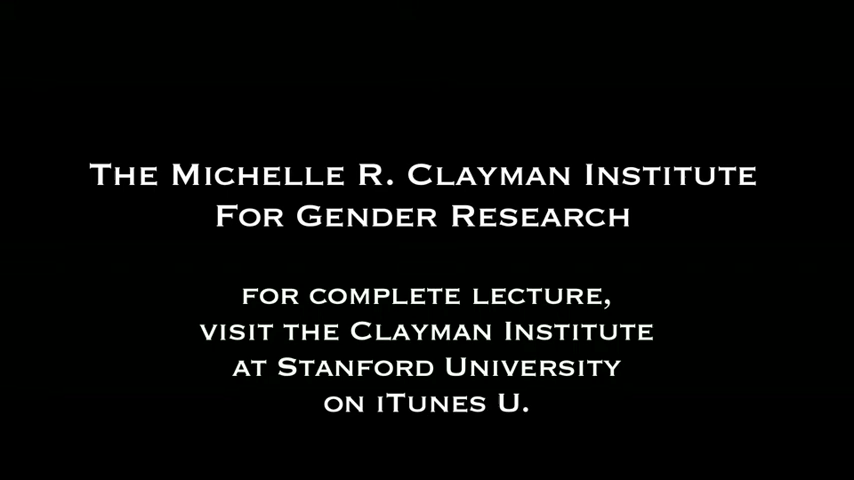 The Michelle R. Clayman Institute
For Gender Research
for complete lecture,
visit the Clayman Institute
at Stanford University
on iTunes U.